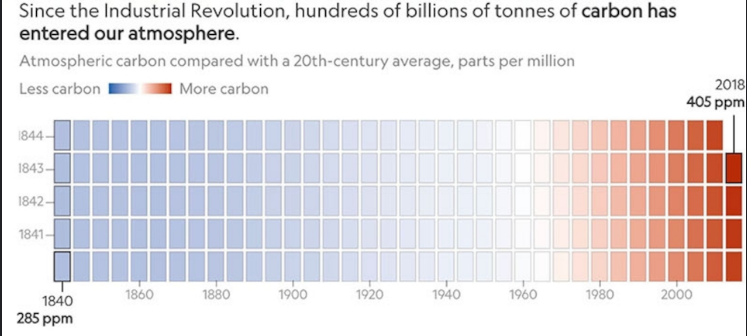 Since the Industrial Revolution, hundreds of billions of tonnes of carbon has
entered our atmosphere.
Atmospheric carbon compared with a 20th-century average, parts per million
Less carbon More carbon
2018
405 ppm
1844
1843
1842
1841
1840 1860 1880 1900 1920 1940 1960 1980 2000
285 ppm